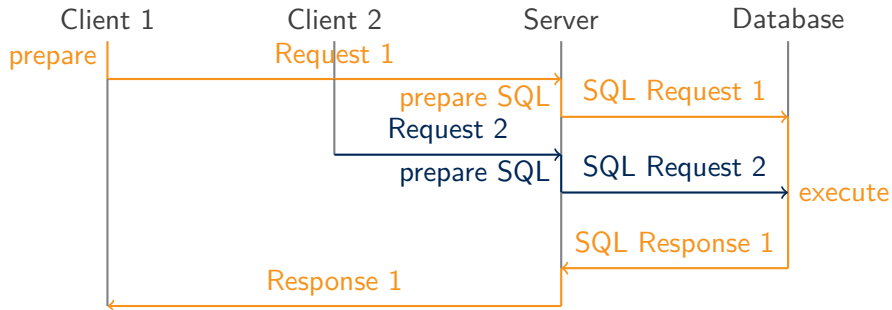 Client 1
Client 2
Server
Database
prepare
Request 1
prepare SQL
SQL Request 1
Request 2
prepare SQL
SQL Request 2
execute
SQL Response 1
Response 1